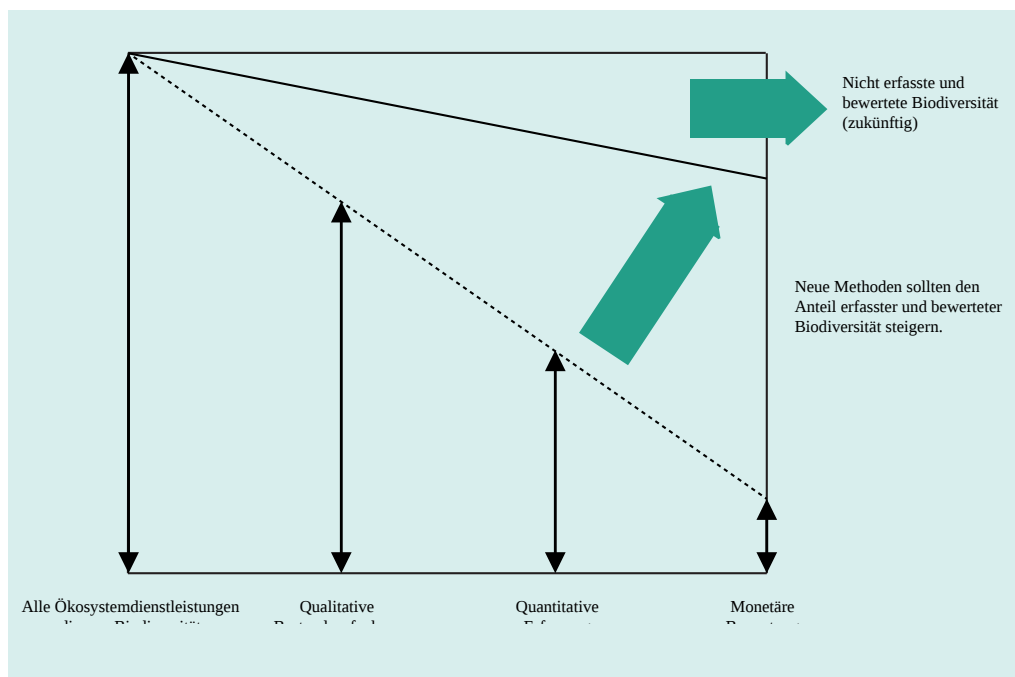 Nicht erfasste und
bewertete Biodiversität
(zukünftig)
Neue Methoden sollten den
Anteil erfasster und bewerteter
Biodiversität steigern.
Alle Ökosystemdienstleistungen
Qualitative
Quantitative
Monetäre